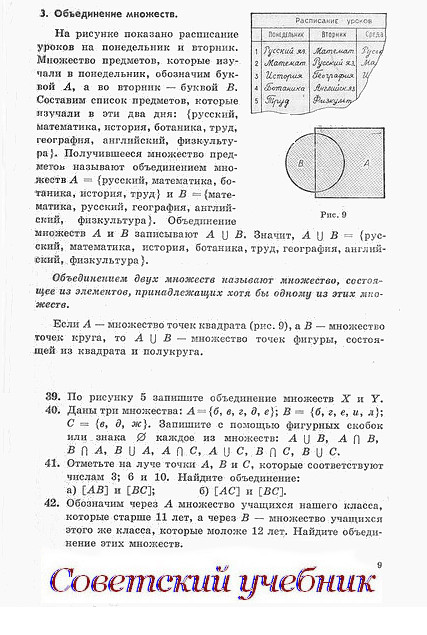 3. Объединение множеств.
На рисунке показано расписание
уроков на понедельник и вторник.
Множество предметов, которые изу-
чали в понедельник, обозначим бук-
вой A, а во вторник — буквой B.
Составим список предметов, которые
изучали в эти два дня: {русский,
математика, история, ботаника, труд,
география, английский, физкульту-
ра}. Получившееся множество пред-
метов называют объединением мно-
жеств A = {русский, математика, бо-
таника, история, труд} и B = {мате-
матика, русский, география, англий-
ский, физкультура}. Объединение
множеств A и B записывают A ⋃ B. Значит, A ⋃ B = {рус-
ский, математика, история, ботаника, труд, география, англий-
ский, физкультура}.
Расписание уроков
Понедельник Вторник Среда
1 Русский яз. Математ. Русск
2 Математ. Русский яз. Ма
3 История География И
4 Ботаника Английск. яз
5 Труд Физкульт
B A
Рис. 9
Объединением двух множеств называют множество, состоя-
щее из элементов, принадлежащих хотя бы одному из этих мно-
жеств.
Если A — множество точек квадрата (рис. 9), а B — множество
точек круга, то A ⋃ B — множество точек фигуры, состоя-
щей из квадрата и полукруга.
39. По рисунку 5 запишите объединение множеств X и Y.
40. Даны три множества: A = {б, в, г, д, е}; B = {б, г, е, и, л};
C = {в, д, ж}. Запишите с помощью фигурных скобок
или знака ∅ каждое из множеств: A ⋃ B, A ⋂ B,
B ⋂ A, B ⋃ A, A ⋂ C, A ⋃ C, B ⋂ C, B ⋃ C.
41. Отметьте на луче точки A, B и C, которые соответствуют
числам 3; 6 и 10. Найдите объединение:
а) [AB] и [BC]; б) [AC] и [BC].
42. Обозначим через A множество учащихся нашего класса,
которые старше 11 лет, а через B — множество учащихся
этого же класса, которые моложе 12 лет. Найдите объеди-
нение этих множеств.
9
Советский учебник